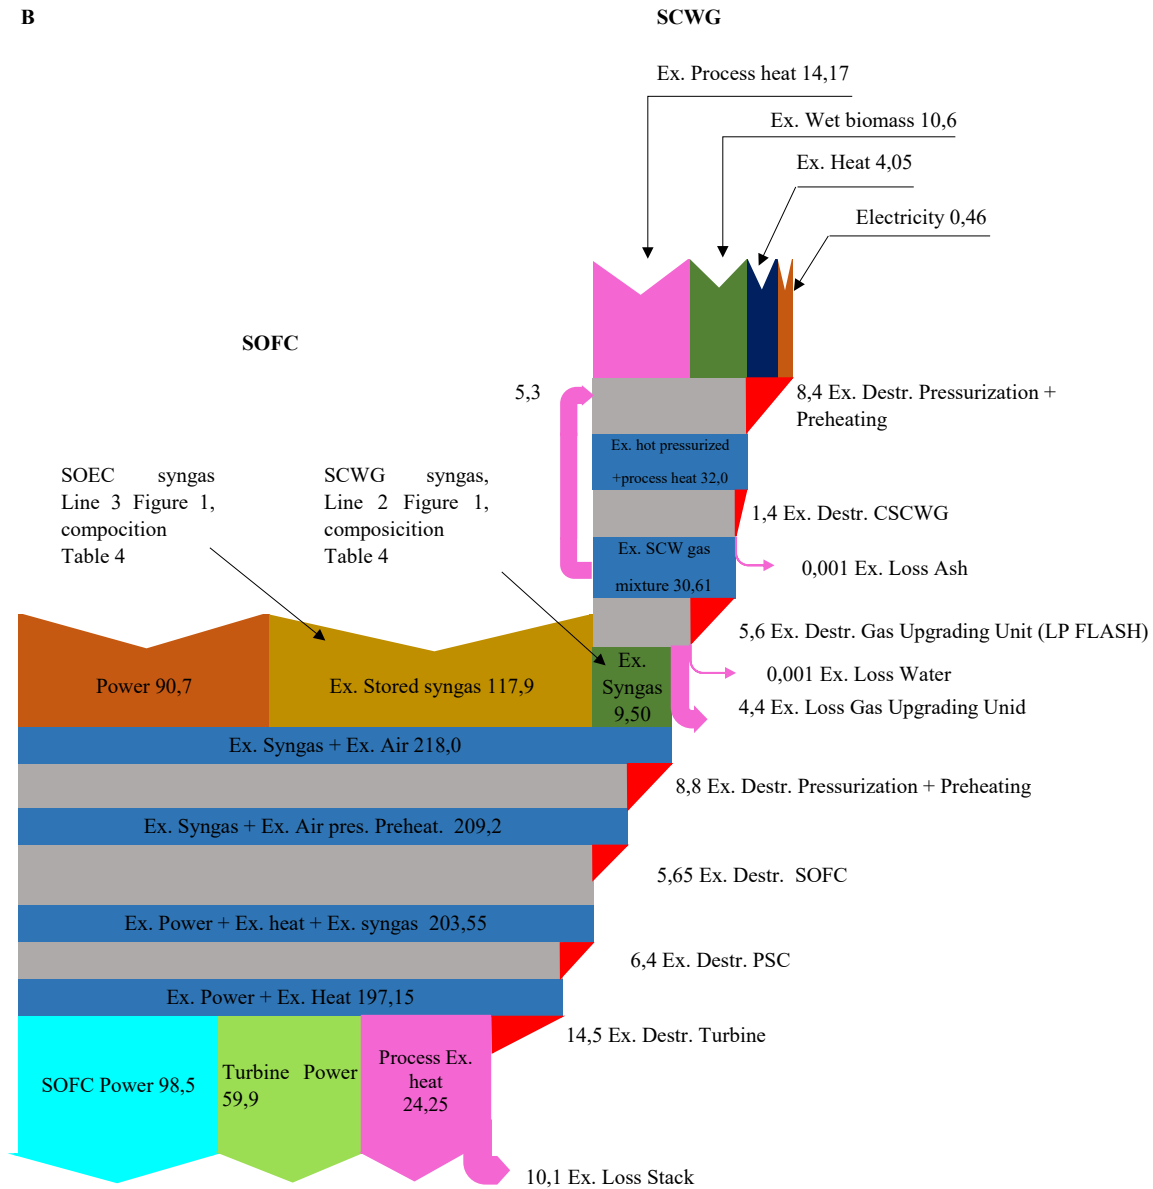 B
SCWG
Ex. Process heat 14,17
Ex. Wet biomass 10,6
Ex. Heat 4,05
Electricity 0,46
SOFC
5,3
8,4 Ex. Destr. Pressurization +
Preheating
Ex. hot pressurized
+process heat 32,0
SOEC syngas
Line 3 Figure 1,
compocition
Table 4
SCWG syngas,
Line 2 Figure 1,
composicition
Table 4
1,4 Ex. Destr. CSCWG
Ex. SCW gas
mixture 30,61
0,001 Ex. Loss Ash
5,6 Ex. Destr. Gas Upgrading Unit (LP FLASH)
0,001 Ex. Loss Water
4,4 Ex. Loss Gas Upgrading Unid
Power 90,7
Ex. Stored syngas 117,9
Ex.
Syngas
9,50
Ex. Syngas + Ex. Air 218,0
8,8 Ex. Destr. Pressurization + Preheating
Ex. Syngas + Ex. Air pres. Preheat. 209,2
5,65 Ex. Destr. SOFC
Ex. Power + Ex. heat + Ex. syngas 203,55
6,4 Ex. Destr. PSC
Ex. Power + Ex. Heat 197,15
14,5 Ex. Destr. Turbine
SOFC Power 98,5
Turbine Power
59,9
Process Ex.
heat
24,25
10,1 Ex. Loss Stack